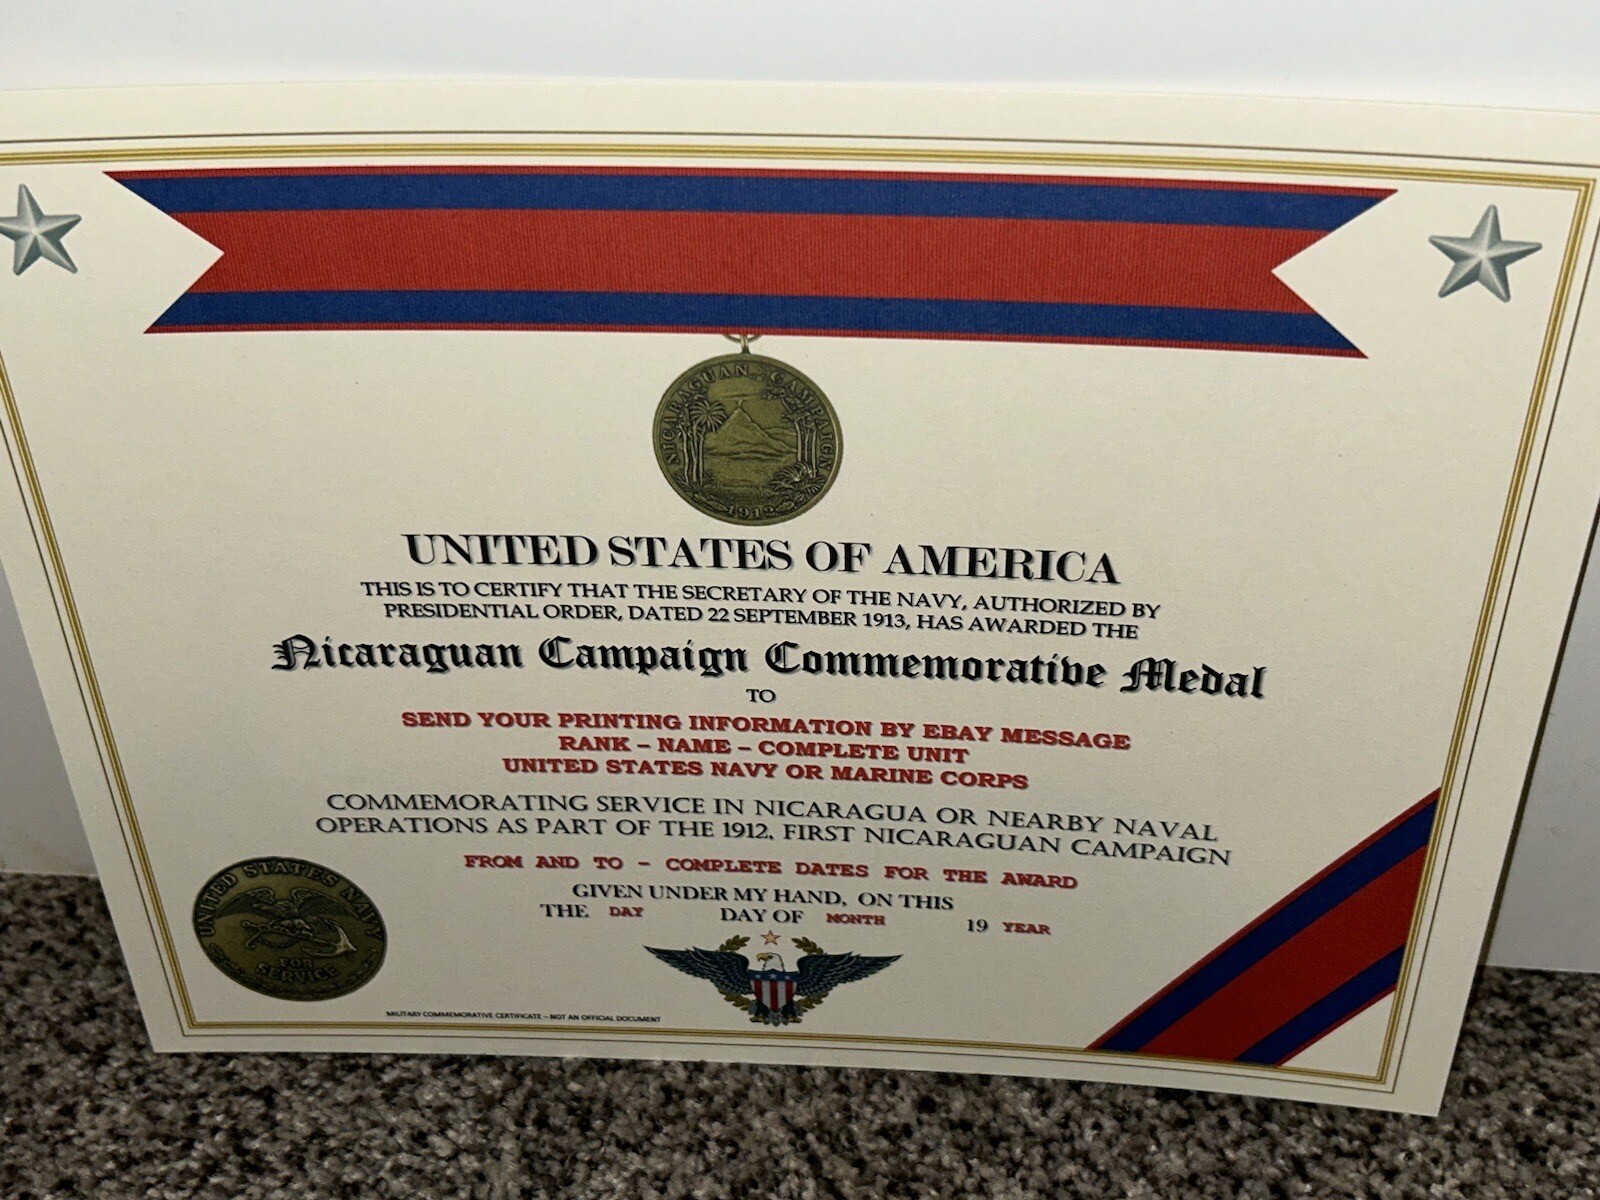 NICARAGUAN CAMPAIGN
1912
UNITED STATES OF AMERICA
THIS IS TO CERTIFY THAT THE SECRETARY OF THE NAVY, AUTHORIZED BY
PRESIDENTIAL ORDER, DATED 22 SEPTEMBER 1913, HAS AWARDED THE
Nicaraguan Campaign Commemorative Medal
TO
SEND YOUR PRINTING INFORMATION BY EBAY MESSAGE
RANK – NAME – COMPLETE UNIT
UNITED STATES NAVY OR MARINE CORPS
COMMEMORATING SERVICE IN NICARAGUA OR NEARBY NAVAL
OPERATIONS AS PART OF THE 1912, FIRST NICARAGUAN CAMPAIGN
FROM AND TO – COMPLETE DATES FOR THE AWARD
GIVEN UNDER MY HAND, ON THIS
THE DAY DAY OF MONTH 19 YEAR
UNITED STATES NAVY
FOR
SERVICE
MILITARY COMMEMORATIVE CERTIFICATE – NOT AN OFFICIAL DOCUMENT